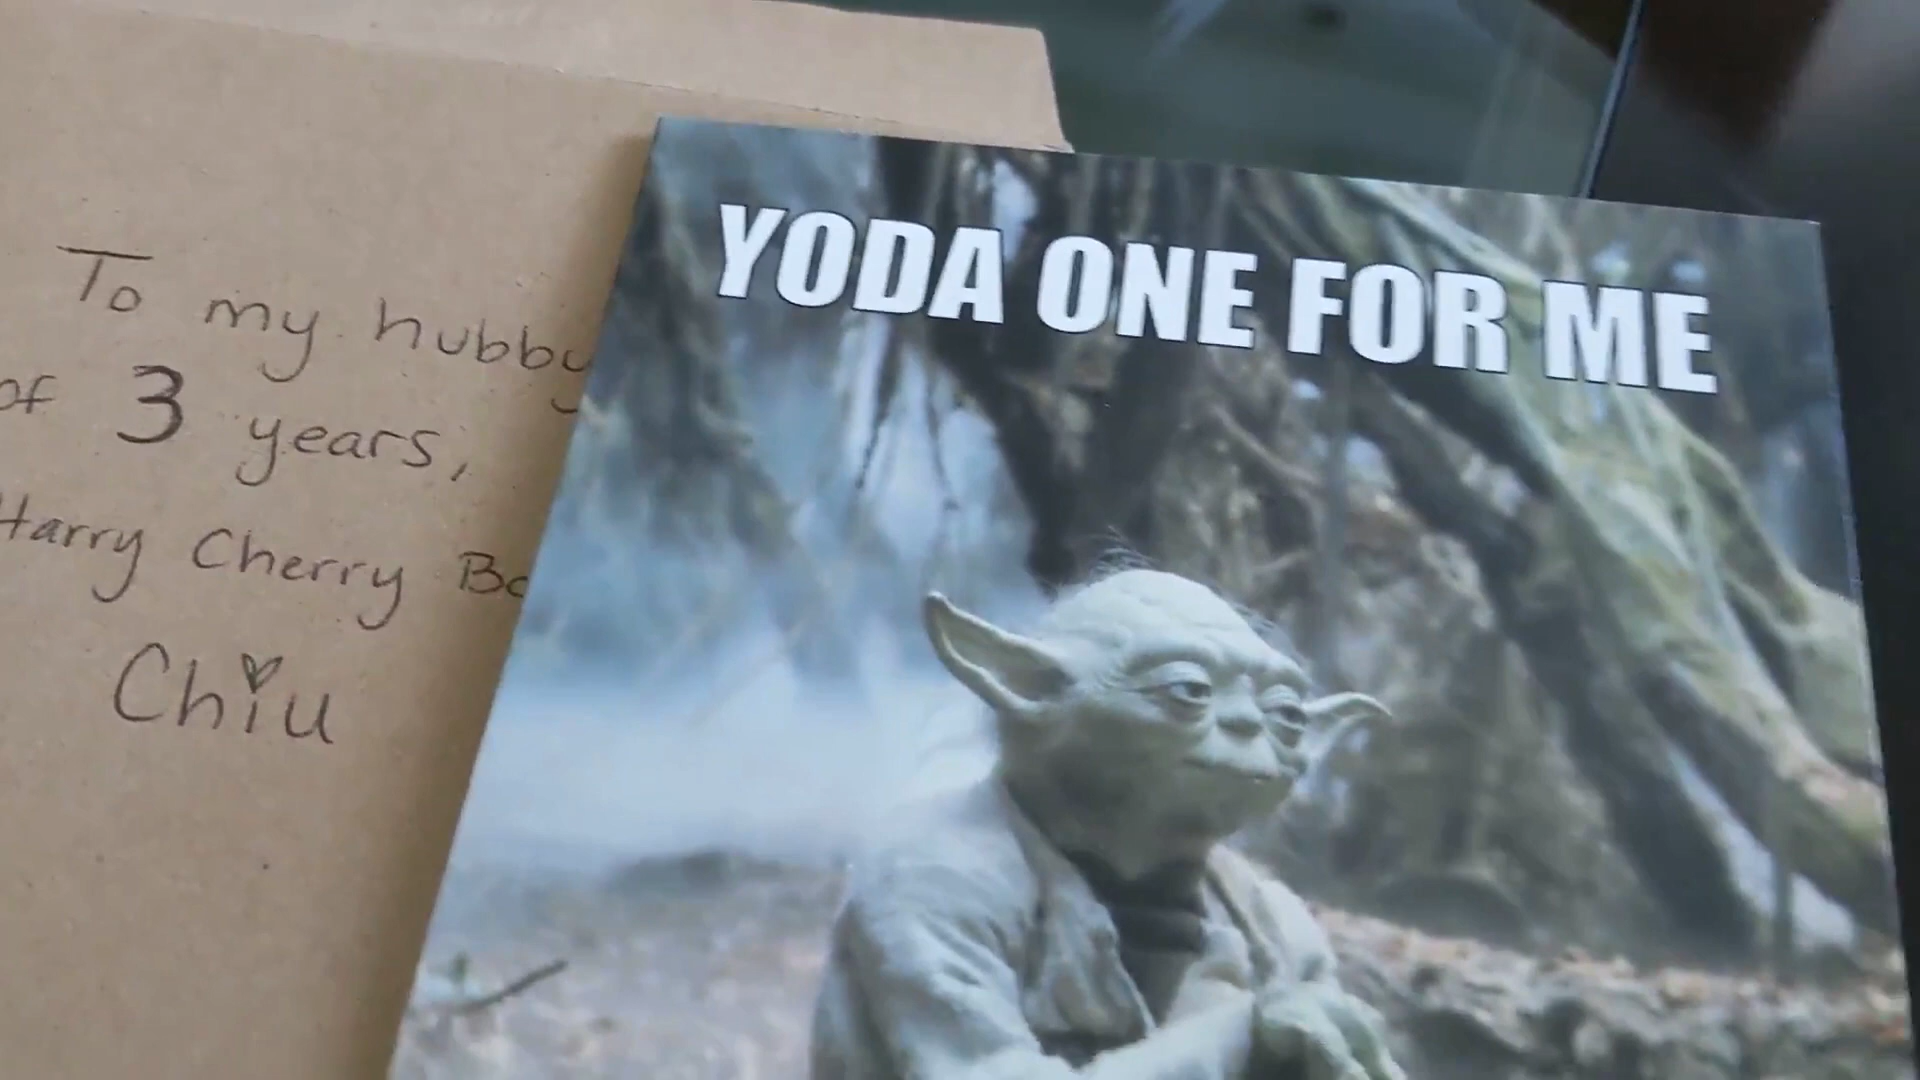 To my hubby
of 3 years,
Harry Cherry
Chiu
YODA ONE FOR ME